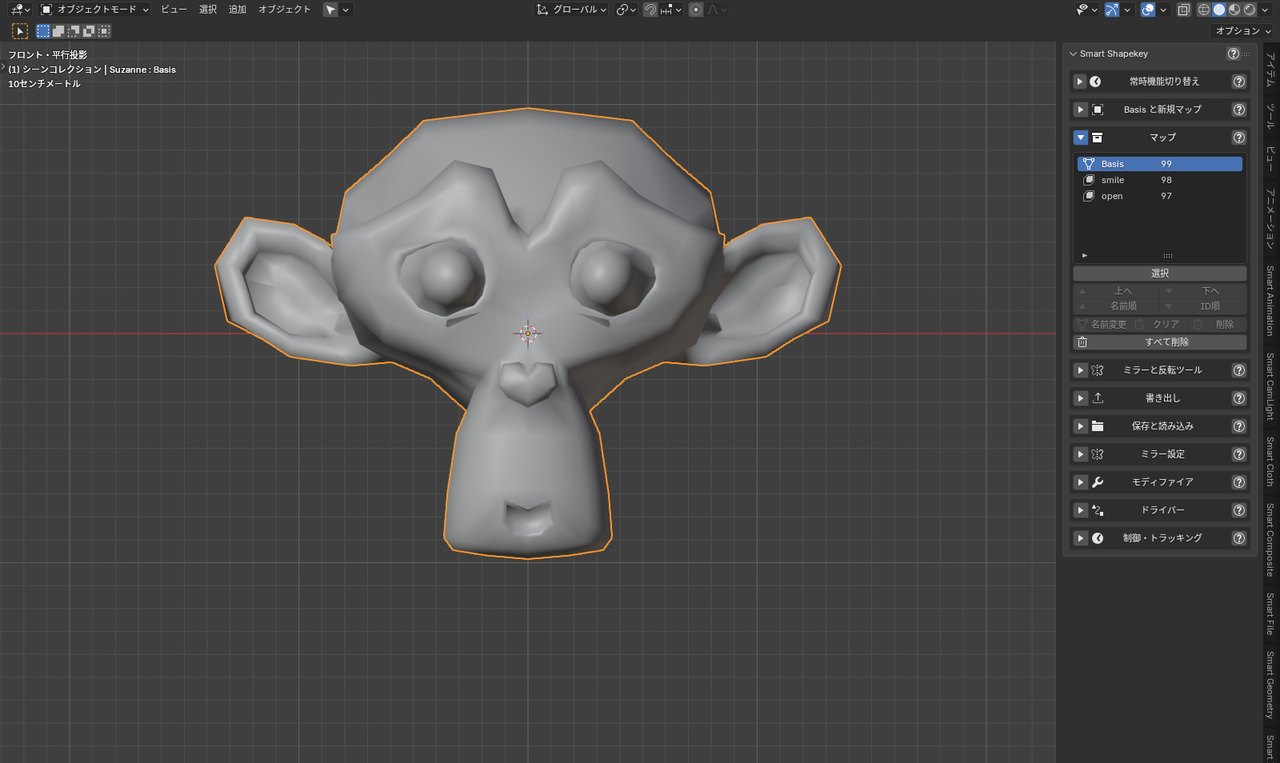 オブジェクトモード ビュー 選択 追加 オブジェクト グローバル
オプション
フロント・平行投影
(1) シーンコレクション | Suzanne : Basis
10センチメートル
Smart Shapekey
常時機能切り替え
Basis と新規マップ
マップ
Basis 99
smile 98
open 97
選択
上へ 下へ
名前順 ID順
名前変更 クリア 削除
すべて削除
ミラーと反転ツール
書き出し
保存と読み込み
ミラー設定
モディファイア
ドライバー
制御・トラッキング
アイテム
ツール
ビュー
アニメーション
Smart Animation
Smart CamLight
Smart Cloth
Smart Composite
Smart File
Smart Geometry
Smart